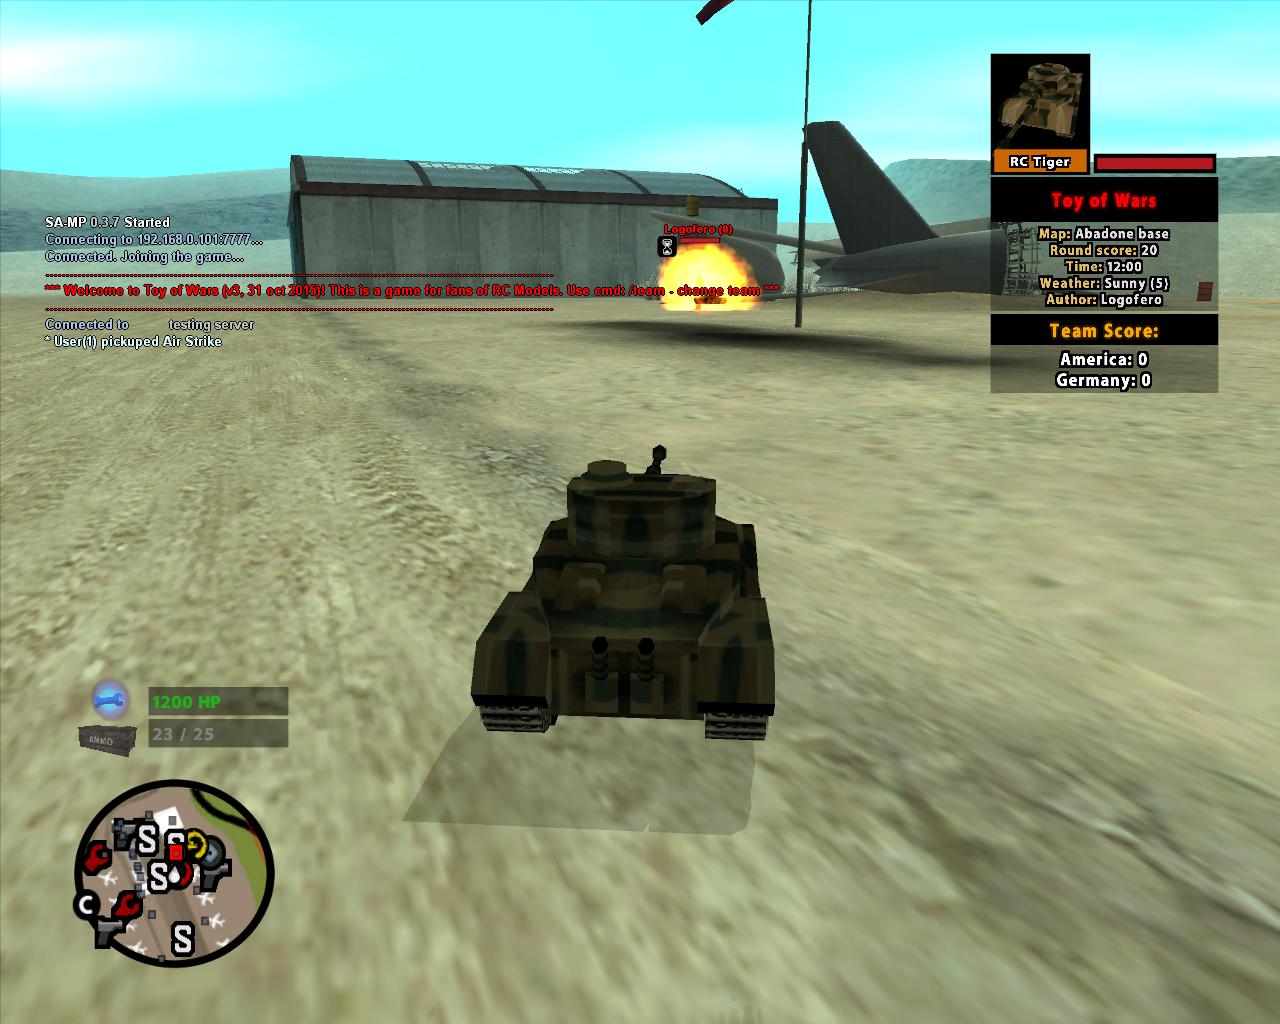 RC Tiger
Toy of Wars
Map: Abadone base
Round score: 20
Time: 12:00
Weather: Sunny (5)
Author: Logofero
Team Score:
America: 0
Germany: 0
SA-MP 0.3.7 Started
Connecting to 192.168.0.101:7777...
Connected. Joining the game...
*** Welcome to Toy of Wars (v3, 31 oct 2015)! This is a game for fans of RC Models. Use cmd: /team - change team ***
Connected to testing server
* User(1) pickuped Air Strike
Logofero (0)
1200 HP
AMMO
23 / 25
S
S
S
C
S